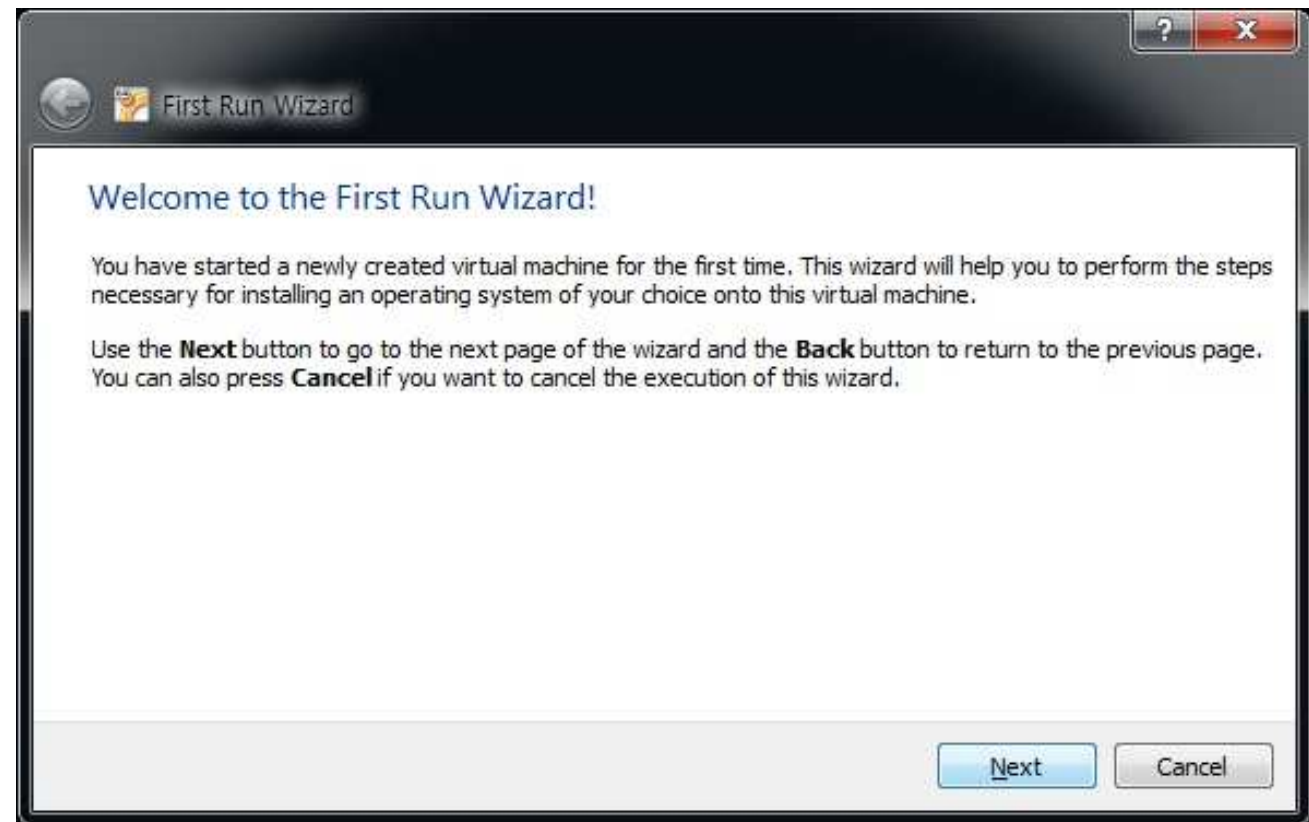 ?
X
First Run Wizard
Welcome to the First Run Wizard!
You have started a newly created virtual machine for the first time. This wizard will help you to perform the steps
necessary for installing an operating system of your choice onto this virtual machine.
Use the Next button to go to the next page of the wizard and the Back button to return to the previous page.
You can also press Cancel if you want to cancel the execution of this wizard.
Next
Cancel